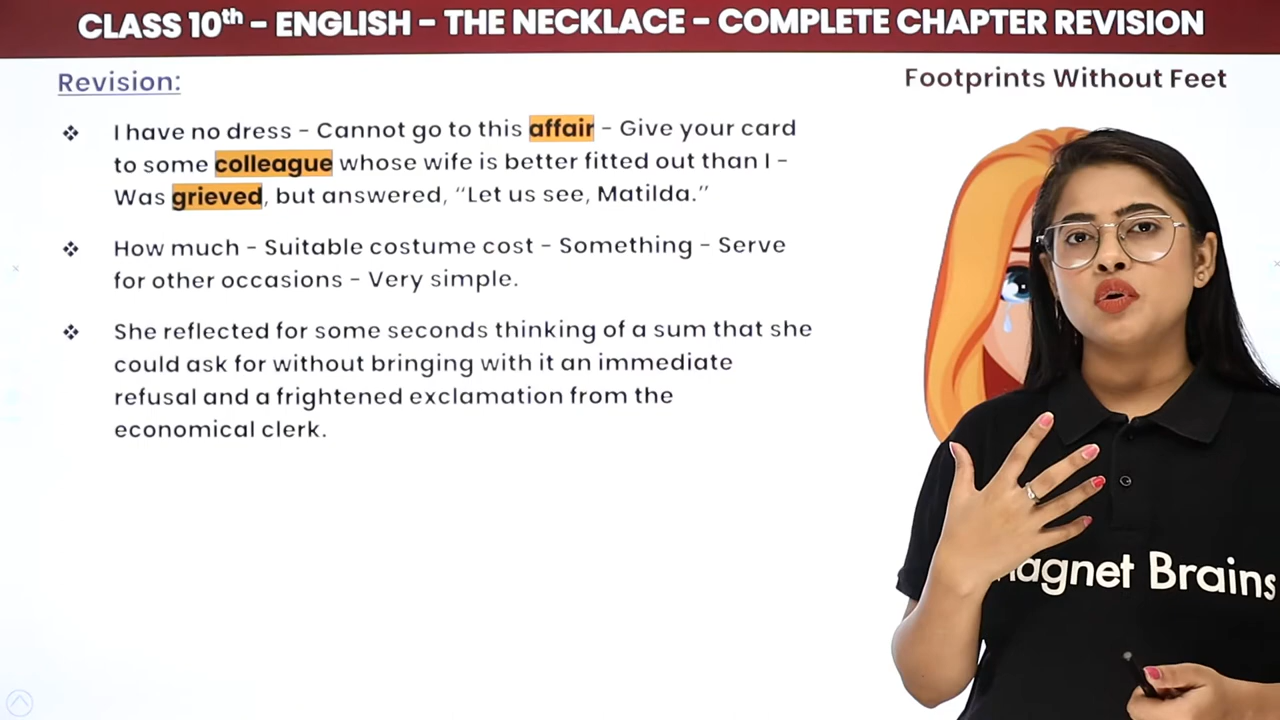 CLASS 10th – ENGLISH – THE NECKLACE – COMPLETE CHAPTER REVISION
Revision:
Footprints Without Feet
❖ I have no dress – Cannot go to this affair – Give your card
to some colleague whose wife is better fitted out than I –
Was grieved, but answered, “Let us see, Matilda.”
❖ How much – Suitable costume cost – Something – Serve
for other occasions – Very simple.
❖ She reflected for some seconds thinking of a sum that she
could ask for without bringing with it an immediate
refusal and a frightened exclamation from the
economical clerk.
agnet Brains